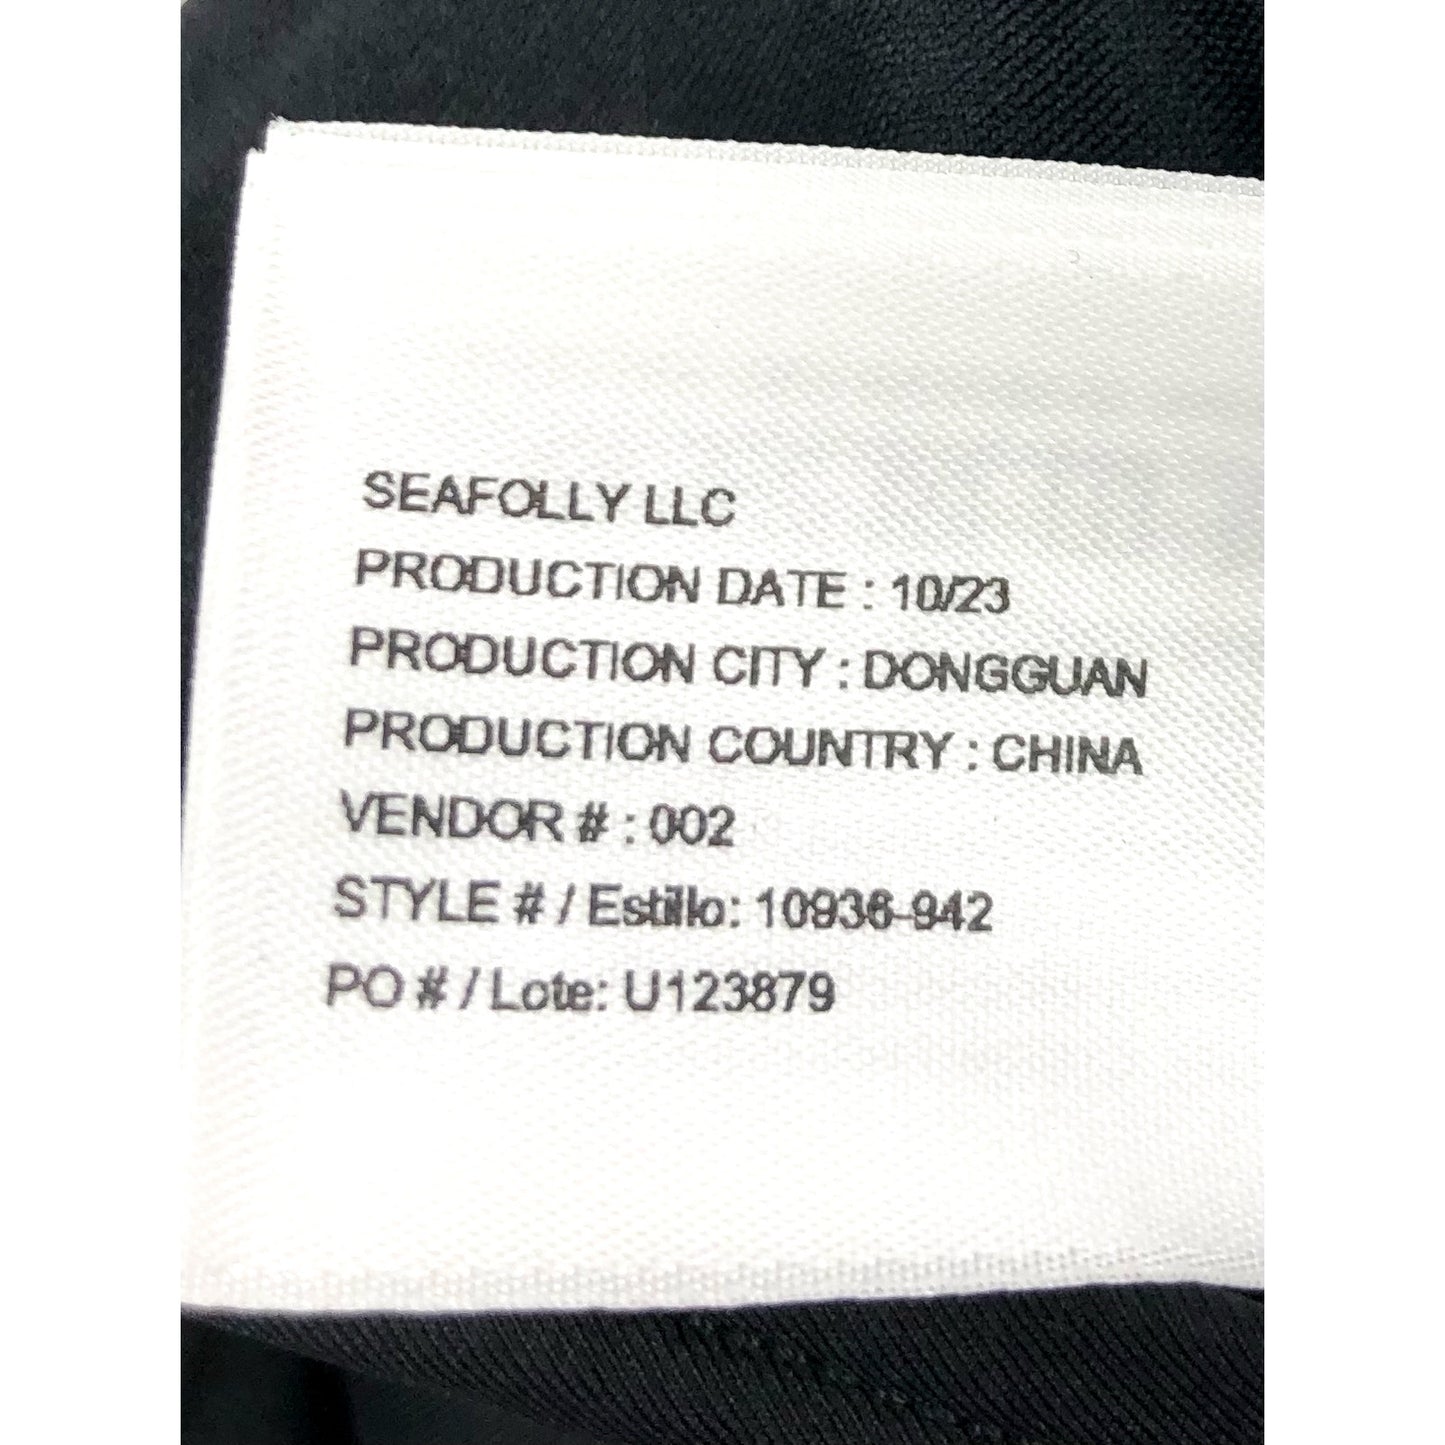 SEAFOLLY LLC
PRODUCTION DATE : 10/23
PRODUCTION CITY : DONGGUAN
PRODUCTION COUNTRY : CHINA
VENDOR # : 002
STYLE # / Estillo: 10936-942
PO # / Lote: U123879